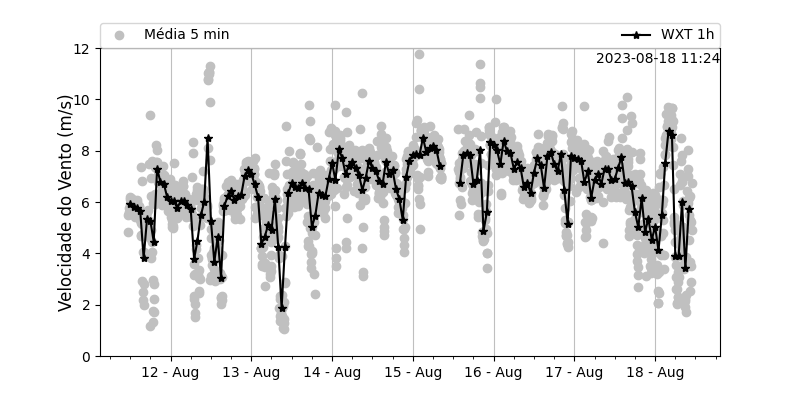 Média 5 min
WXT 1h
2023-08-18 11:24
Velocidade do Vento (m/s)
12
10
8
6
4
2
0
12 - Aug
13 - Aug
14 - Aug
15 - Aug
16 - Aug
17 - Aug
18 - Aug